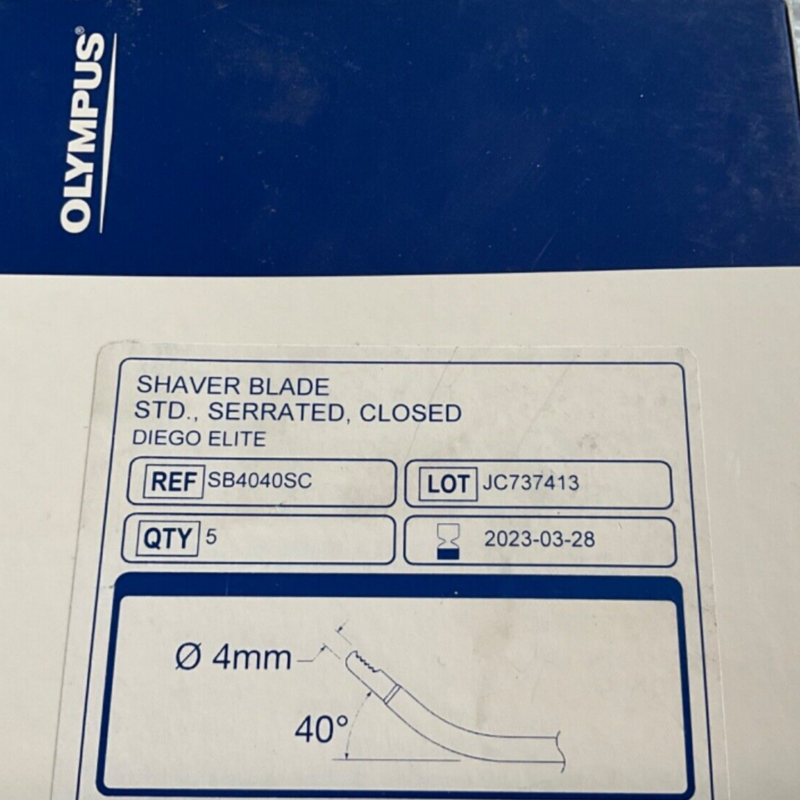 OLYMPUS®
SHAVER BLADE
STD., SERRATED, CLOSED
DIEGO ELITE
REF SB4040SC
LOT JC737413
QTY 5
2023-03-28
Ø 4mm
40°